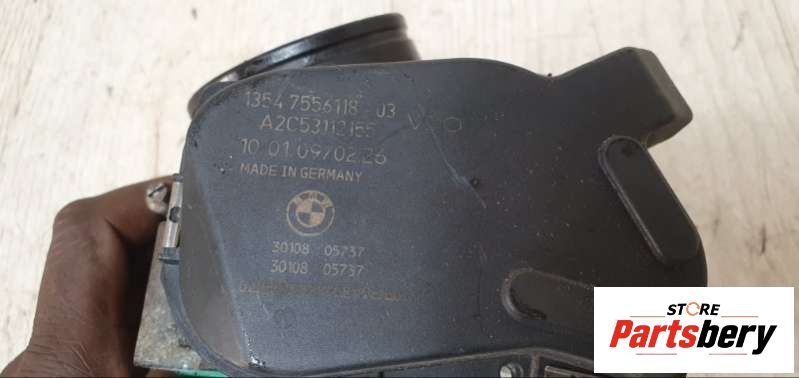 1354 7556118-03
A2C53112155 VDO
10 01 09/02:26
MADE IN GERMANY
BMW
30108 05737
30108 05737
STORE
Partsbery